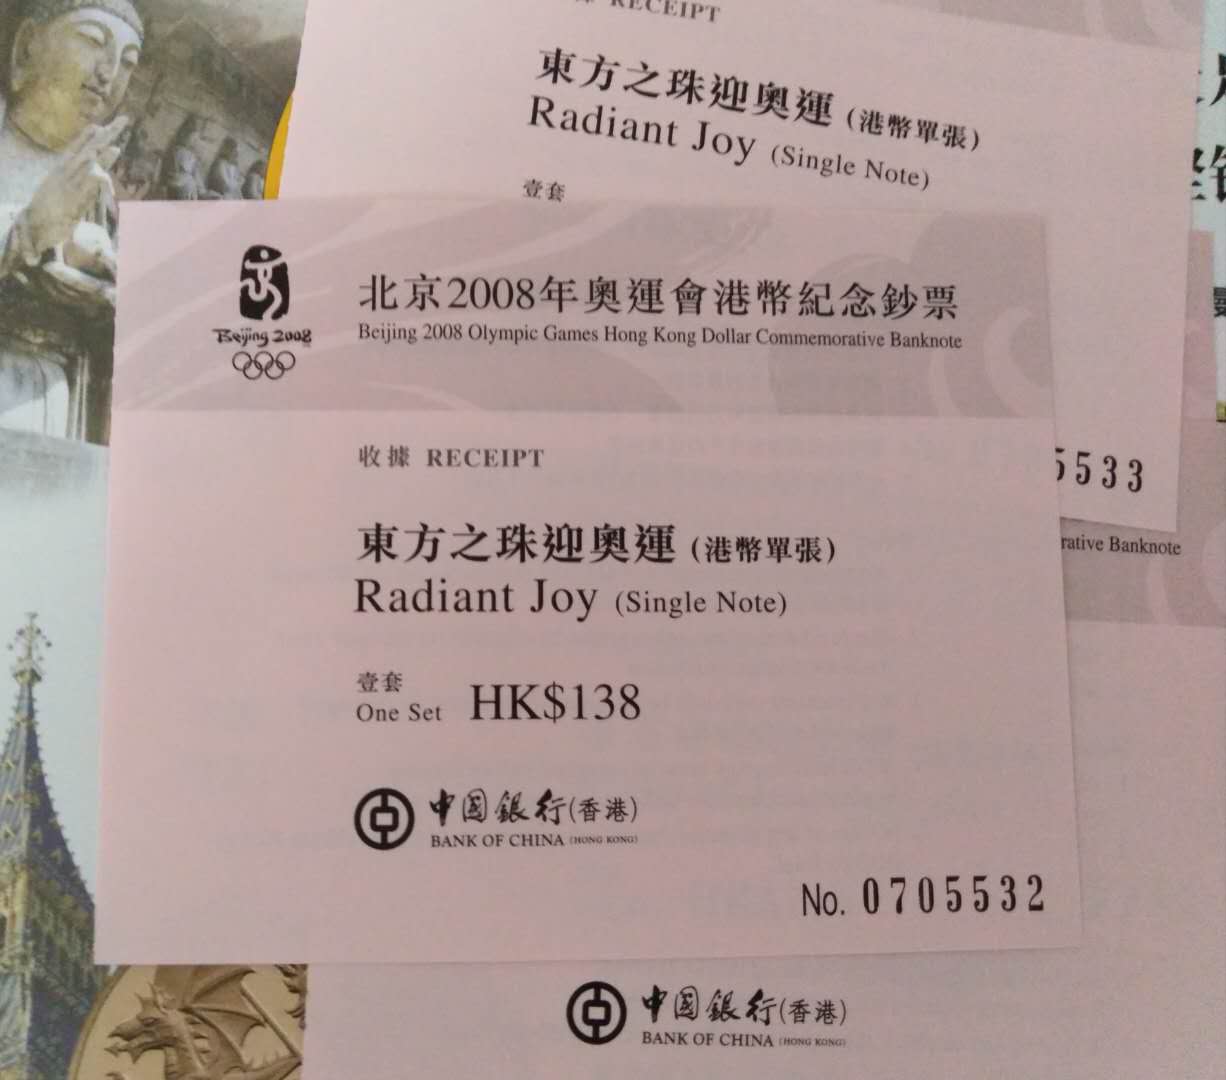 RECEIPT
東方之珠迎奧運 (港幣單張)
Radiant Joy (Single Note)
壹套
Beijing 2008
北京2008年奧運會港幣紀念鈔票
Beijing 2008 Olympic Games Hong Kong Dollar Commemorative Banknote
收據 RECEIPT
東方之珠迎奧運 (港幣單張)
Radiant Joy (Single Note)
壹套
One Set HK$138
中國銀行(香港)
BANK OF CHINA (HONG KONG)
No. 0705532
5533
rative Banknote
中國銀行(香港)
BANK OF CHINA (HONG KONG)